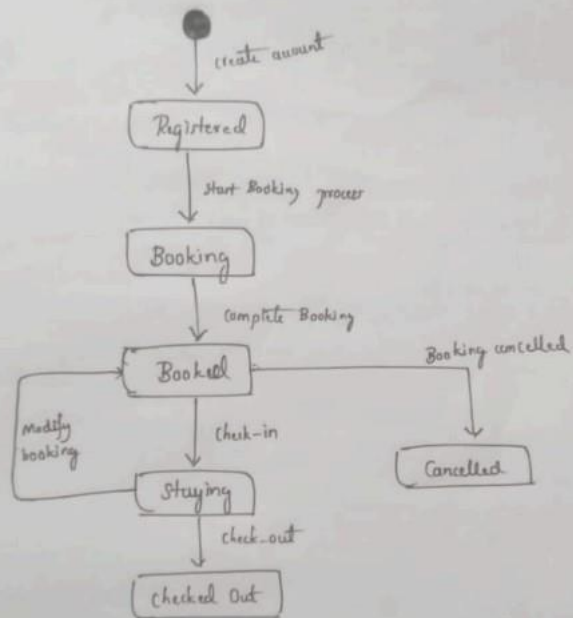 create account
Registered
start Booking process
Booking
Complete Booking
Booked
Booking cancelled
Modify
booking
Check-in
Cancelled
Staying
Check-out
Checked Out